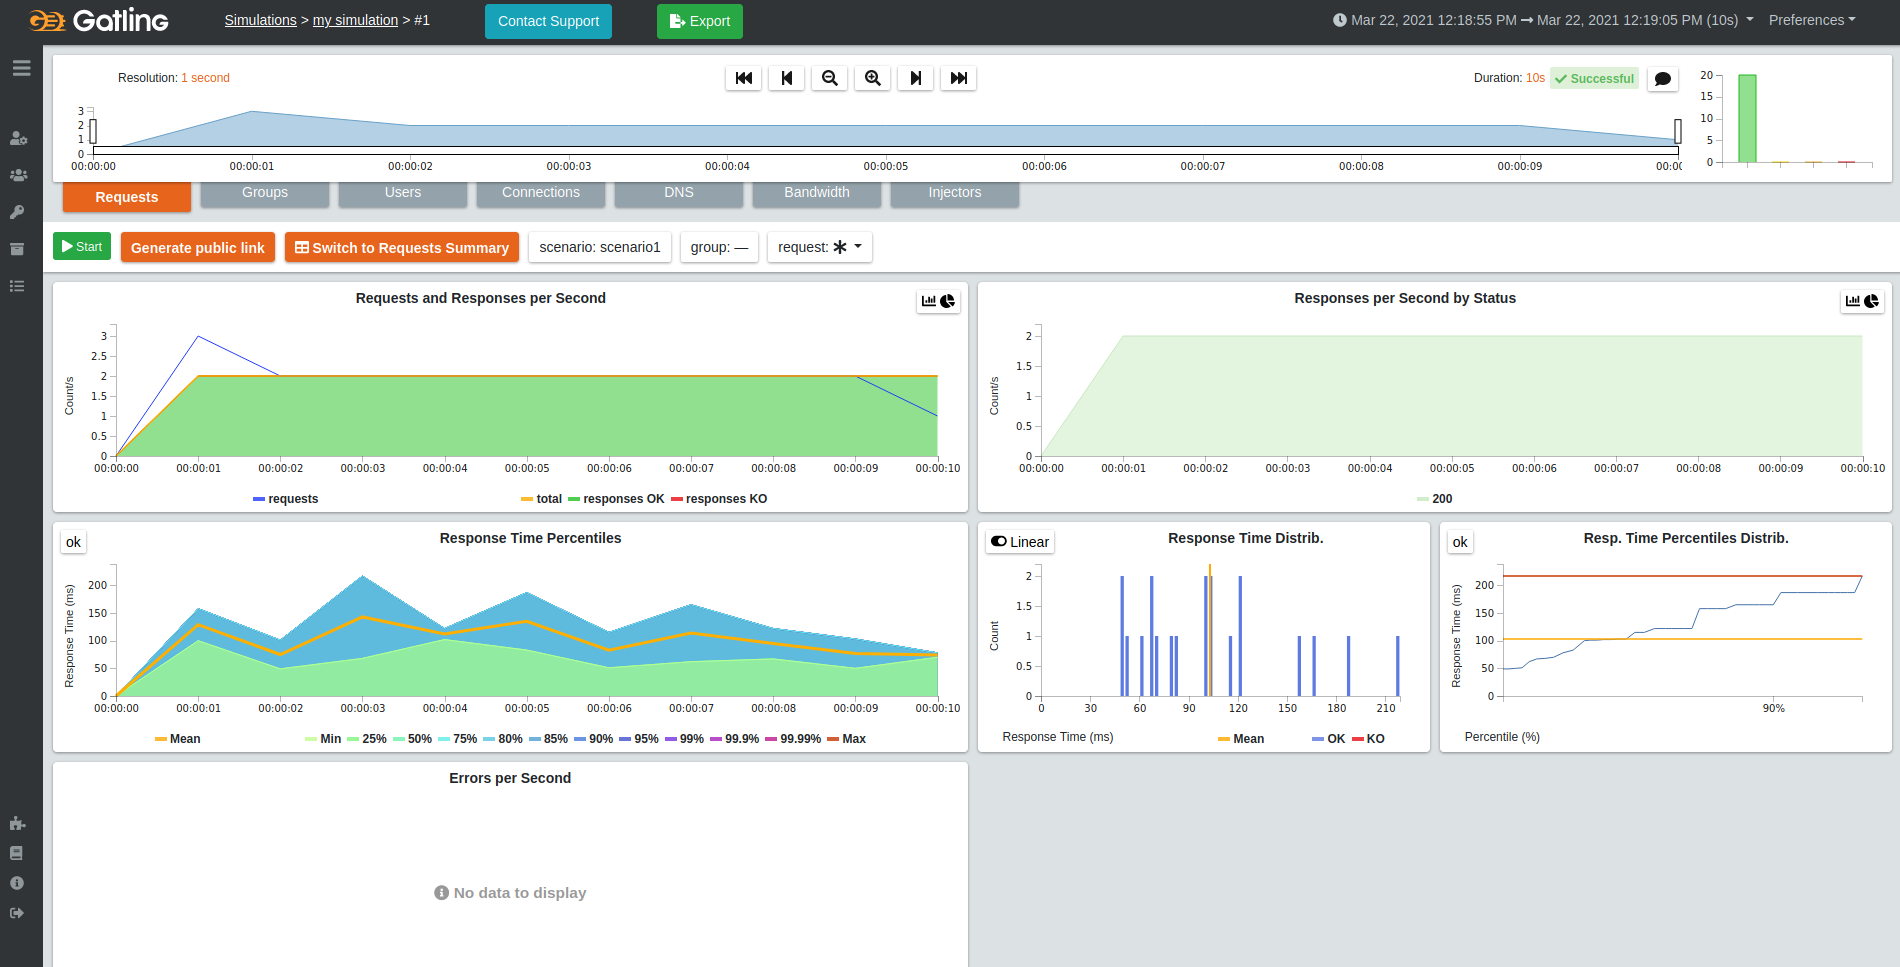 Gatling
Simulations > my simulation > #1
Contact Support
Export
Mar 22, 2021 12:18:55 PM → Mar 22, 2021 12:19:05 PM (10s)
Preferences
Resolution: 1 second
Duration: 10s
Successful
3
2
1
0
00:00:00 00:00:01 00:00:02 00:00:03 00:00:04 00:00:05 00:00:06 00:00:07 00:00:08 00:00:09 00:00
20
15
10
5
0
Requests
Groups
Users
Connections
DNS
Bandwidth
Injectors
Start
Generate public link
Switch to Requests Summary
scenario: scenario1
group: —
request: ✱
Requests and Responses per Second
Count/s
3
2.5
2
1.5
1
0.5
0
00:00:00 00:00:01 00:00:02 00:00:03 00:00:04 00:00:05 00:00:06 00:00:07 00:00:08 00:00:09 00:00:10
requests total responses OK responses KO
Responses per Second by Status
Count/s
2
1.5
1
0.5
0
00:00:00 00:00:01 00:00:02 00:00:03 00:00:04 00:00:05 00:00:06 00:00:07 00:00:08 00:00:09 00:00:10
200
ok
Response Time Percentiles
Response Time (ms)
200
150
100
50
0
00:00:00 00:00:01 00:00:02 00:00:03 00:00:04 00:00:05 00:00:06 00:00:07 00:00:08 00:00:09 00:00:10
Mean Min 25% 50% 75% 80% 85% 90% 95% 99% 99.9% 99.99% Max
Linear
Response Time Distrib.
Count
2
1.5
1
0.5
0
0 30 60 90 120 150 180 210
Response Time (ms) Mean OK KO
ok
Resp. Time Percentiles Distrib.
Response Time (ms)
200
150
100
50
0
90%
Percentile (%)
Errors per Second
No data to display